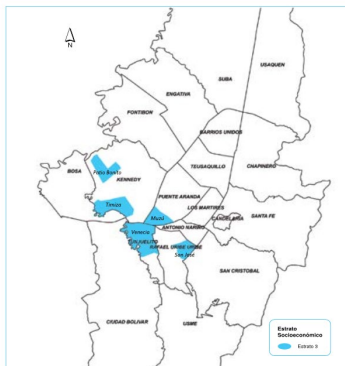 N
USAQUEN
SUBA
ENGATIVA
FONTIBON
BARRIOS UNIDOS
TEUSAQUILLO
CHAPINERO
BOSA
Patio Bonito
KENNEDY
PUENTE ARANDA
LOS MARTIRES
Timiza
Muzú
CANDELARIA
SANTA FE
ANTONIO NARIÑO
Venecia
TUNJUELITO
RAFAEL URIBE URIBE
San José
SAN CRISTOBAL
CIUDAD BOLIVAR
USME
Estrato
Socioeconómico
Estrato 3